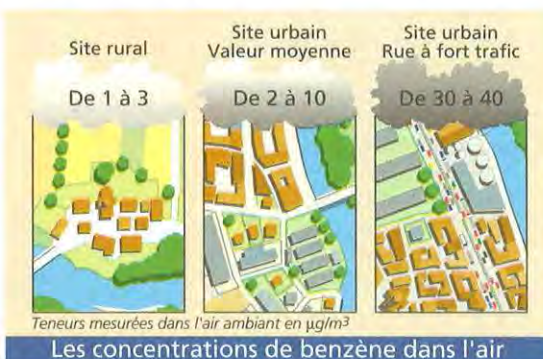 Site rural
De 1 à 3
Site urbain
Valeur moyenne
De 2 à 10
Site urbain
Rue à fort trafic
De 30 à 40
Teneurs mesurées dans l'air ambiant en µg/m3
Les concentrations de benzène dans l'air